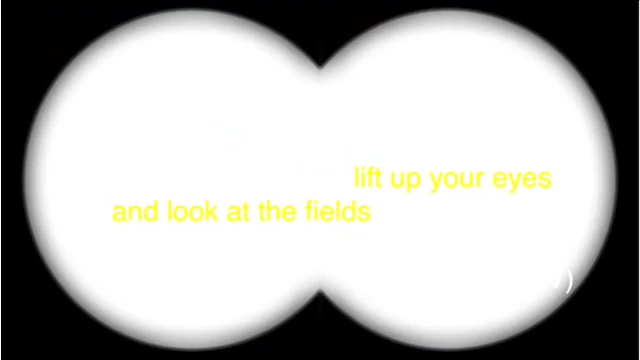 lift up your eyes
and look at the fields